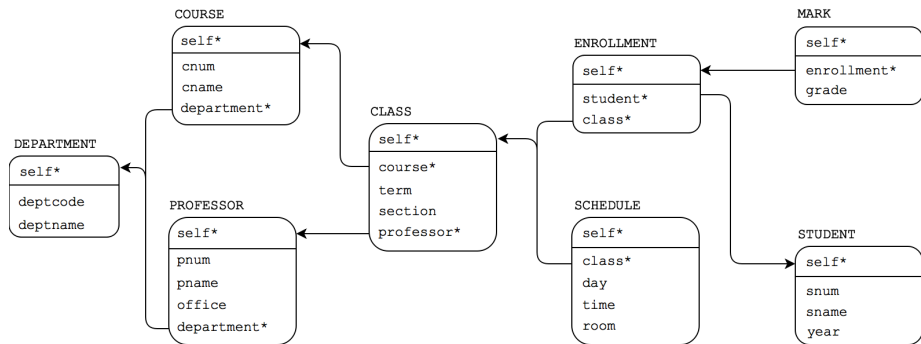 COURSE
self*
cnum
cname
department*
DEPARTMENT
self*
deptcode
deptname
PROFESSOR
self*
pnum
pname
office
department*
CLASS
self*
course*
term
section
professor*
ENROLLMENT
self*
student*
class*
SCHEDULE
self*
class*
day
time
room
MARK
self*
enrollment*
grade
STUDENT
self*
snum
sname
year